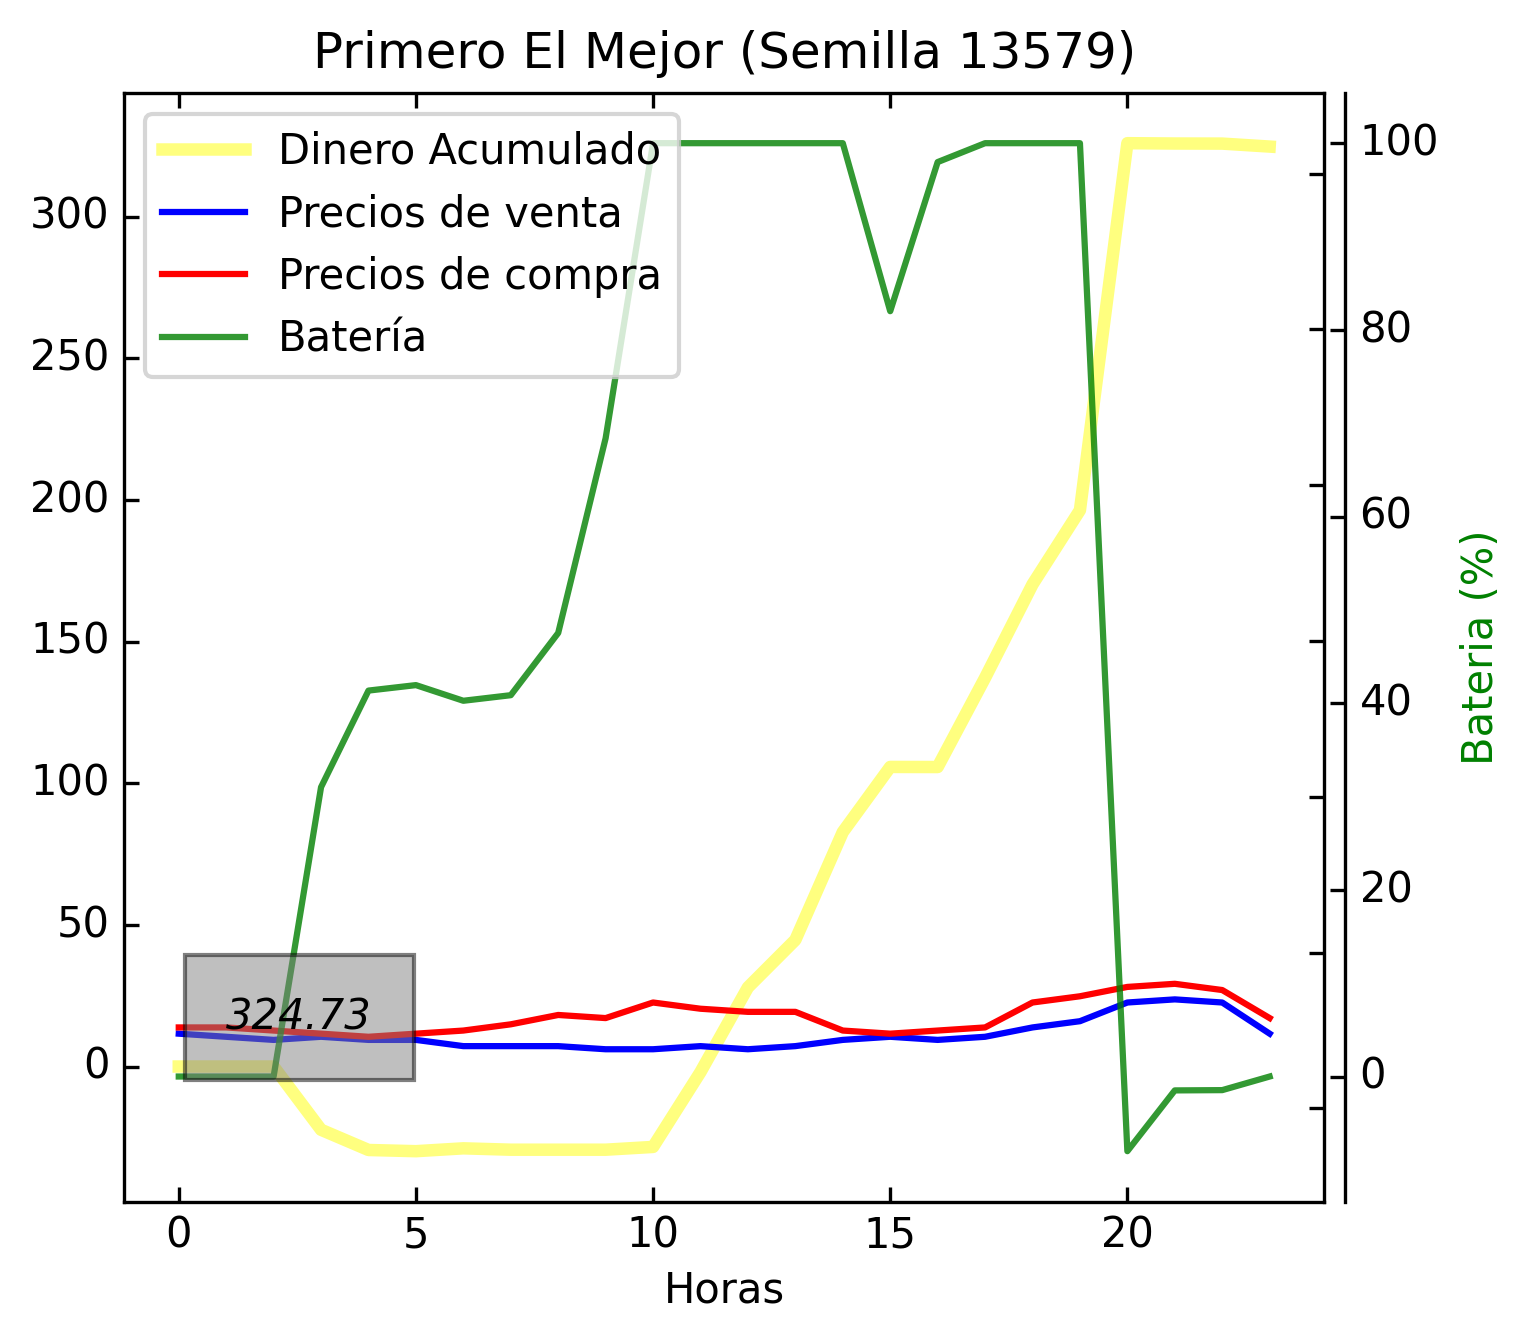 Primero El Mejor (Semilla 13579)
Dinero Acumulado
Precios de venta
Precios de compra
Batería
300
250
200
150
100
50
0
324.73
100
80
60
40
20
0
Bateria (%)
0 5 10 15 20
Horas